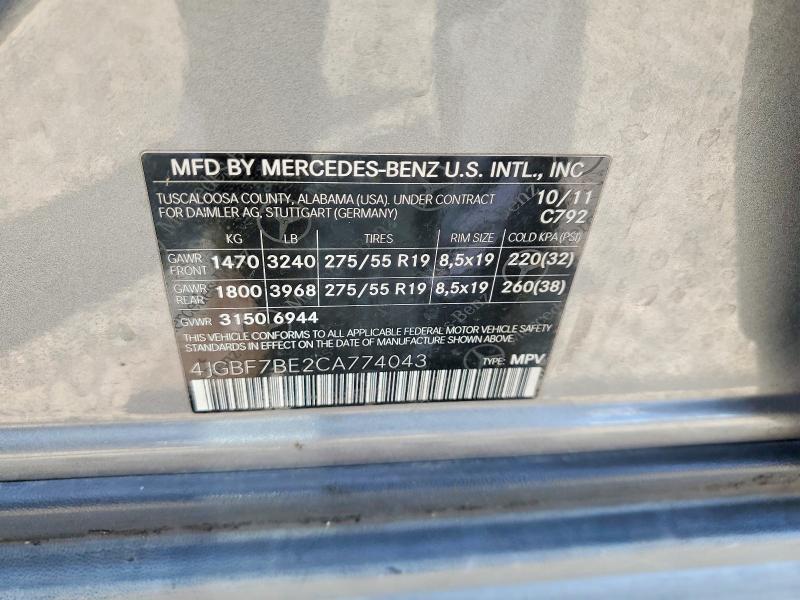 MFD BY MERCEDES-BENZ U.S. INTL., INC
TUSCALOOSA COUNTY, ALABAMA (USA). UNDER CONTRACT 10/11
FOR DAIMLER AG, STUTTGART (GERMANY) C792
KG LB TIRES RIM SIZE COLD KPA (PSI)
GAWR FRONT 1470 3240 275/55 R19 8,5x19 220(32)
GAWR REAR 1800 3968 275/55 R19 8,5x19 260(38)
GVWR 3150 6944
THIS VEHICLE CONFORMS TO ALL APPLICABLE FEDERAL MOTOR VEHICLE SAFETY
STANDARDS IN EFFECT ON THE DATE OF MANUFACTURE SHOWN ABOVE.
4JGBF7BE2CA774043 TYPE: MPV